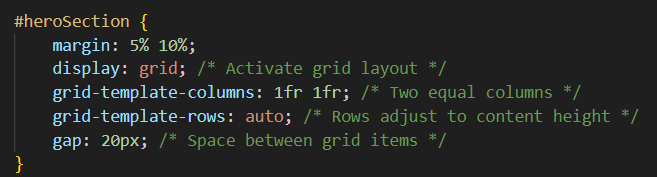 #heroSection {
    margin: 5% 10%;
    display: grid; /* Activate grid layout */
    grid-template-columns: 1fr 1fr; /* Two equal columns */
    grid-template-rows: auto; /* Rows adjust to content height */
    gap: 20px; /* Space between grid items */
}